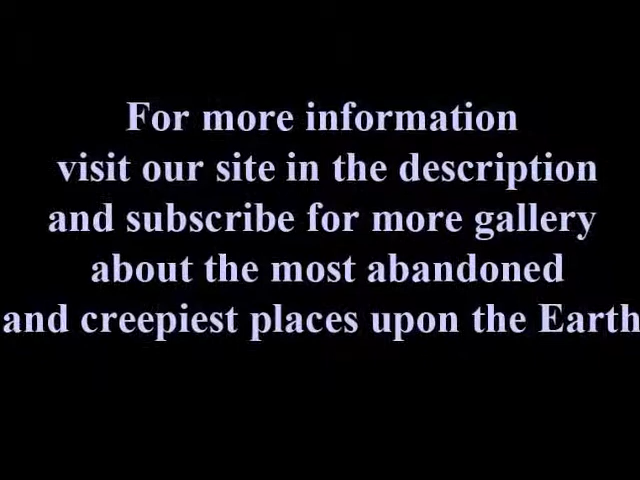 For more information
visit our site in the description
and subscribe for more gallery
about the most abandoned
and creepiest places upon the Earth